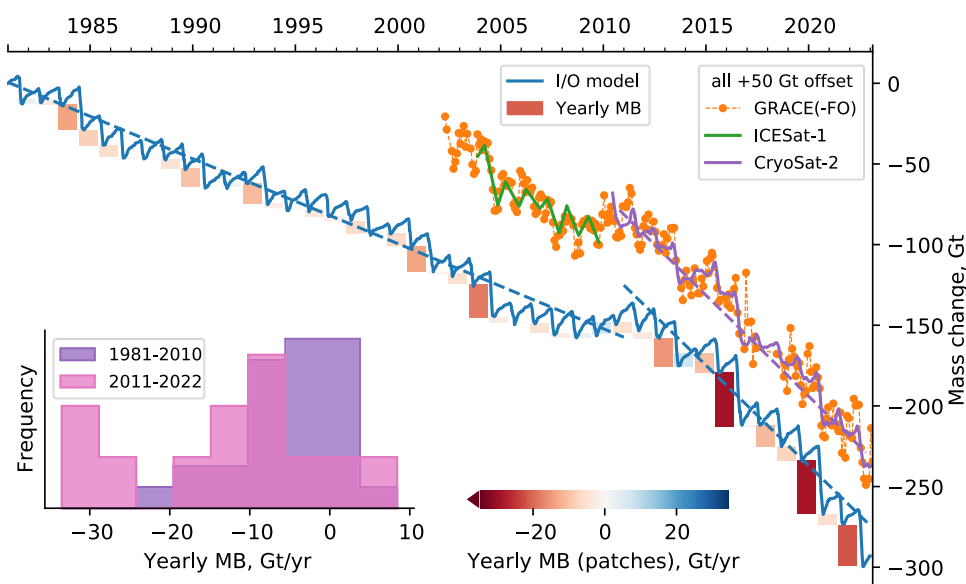 1985 1990 1995 2000 2005 2010 2015 2020
I/O model
Yearly MB
all +50 Gt offset
GRACE(-FO)
ICESat-1
CryoSat-2
0
−50
−100
−150
−200
−250
−300
Mass change, Gt
1981-2010
2011-2022
Frequency
−30 −20 −10 0 10
Yearly MB, Gt/yr
−20 0 20
Yearly MB (patches), Gt/yr